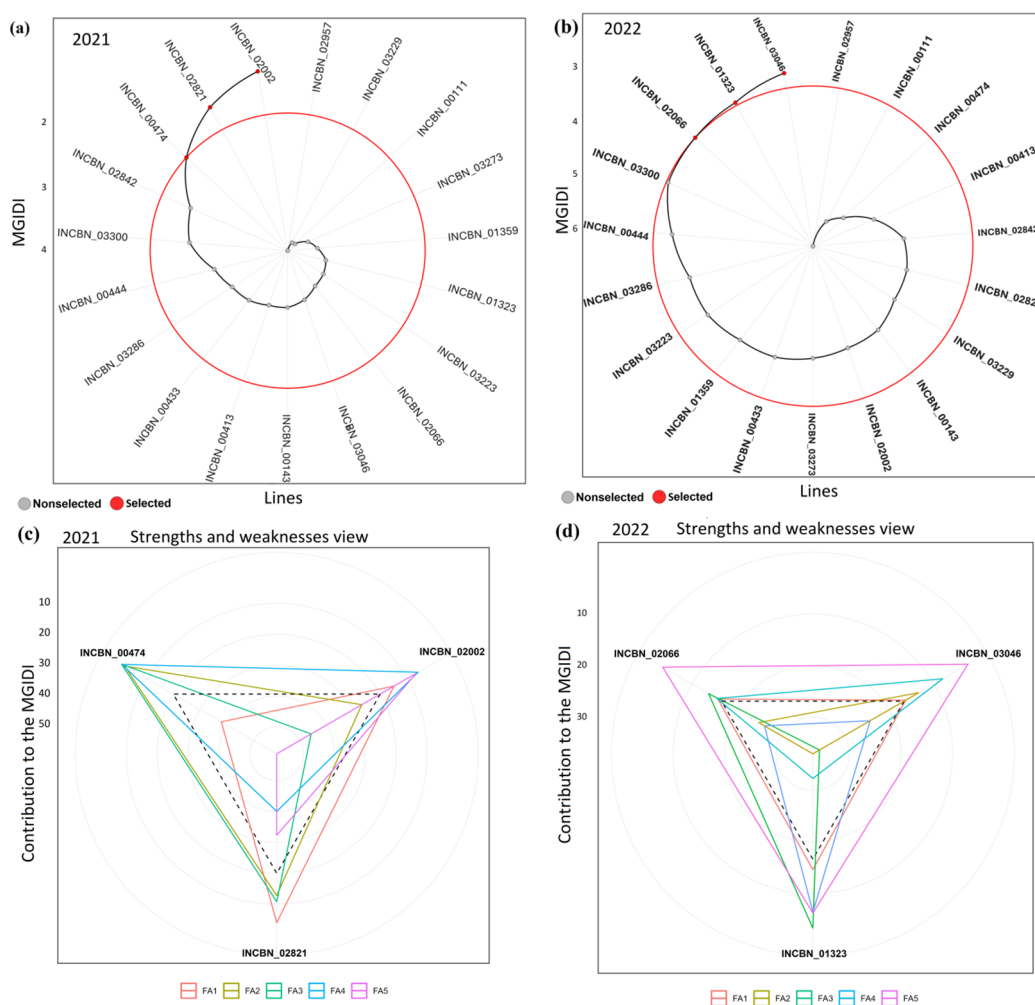 (a)
2021
INCBN_02002
INCBN_02957
INCBN_03229
INCBN_00111
INCBN_03273
INCBN_01359
INCBN_01323
INCBN_03223
INCBN_02066
INCBN_03046
INCBN_00143
INCBN_00413
INOBN_00433
INCBN_03286
INCBN_00444
INCBN_03300
INCBN_02842
INCBN_00474
INCBN_02821
2
3
4
MGIDI
Lines
Nonselected
Selected
(b)
2022
INCBN_03046
INCBN_02957
INCBN_00111
INCBN_00474
INCBN_00413
INCBN_02842
INCBN_0282
INCBN_03229
INCBN_00143
INCBN_02002
INCBN_03273
INCBN_00433
INCBN_01359
INCBN_03223
INCBN_03286
INCBN_00444
INCBN_03300
INCBN_02066
INCBN_01323
3
4
5
6
MGIDI
Lines
Nonselected
Selected
(c)
2021 Strengths and weaknesses view
10
20
30
40
50
Contribution to the MGIDI
INCBN_00474
INCBN_02002
INCBN_02821
FA1 FA2 FA3 FA4 FA5
(d)
2022 Strengths and weaknesses view
10
20
30
Contribution to the MGIDI
INCBN_02066
INCBN_03046
INCBN_01323
FA1 FA2 FA3 FA4 FA5